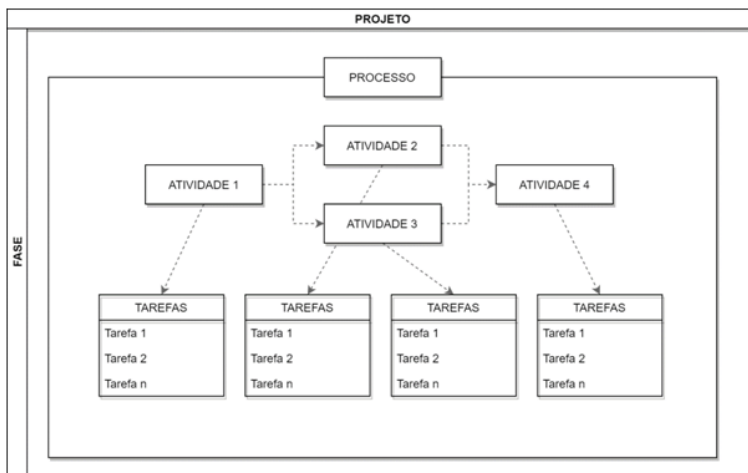 PROJETO
FASE
PROCESSO
ATIVIDADE 2
ATIVIDADE 1
ATIVIDADE 4
ATIVIDADE 3
TAREFAS
Tarefa 1
Tarefa 2
Tarefa n
TAREFAS
Tarefa 1
Tarefa 2
Tarefa n
TAREFAS
Tarefa 1
Tarefa 2
Tarefa n
TAREFAS
Tarefa 1
Tarefa 2
Tarefa n